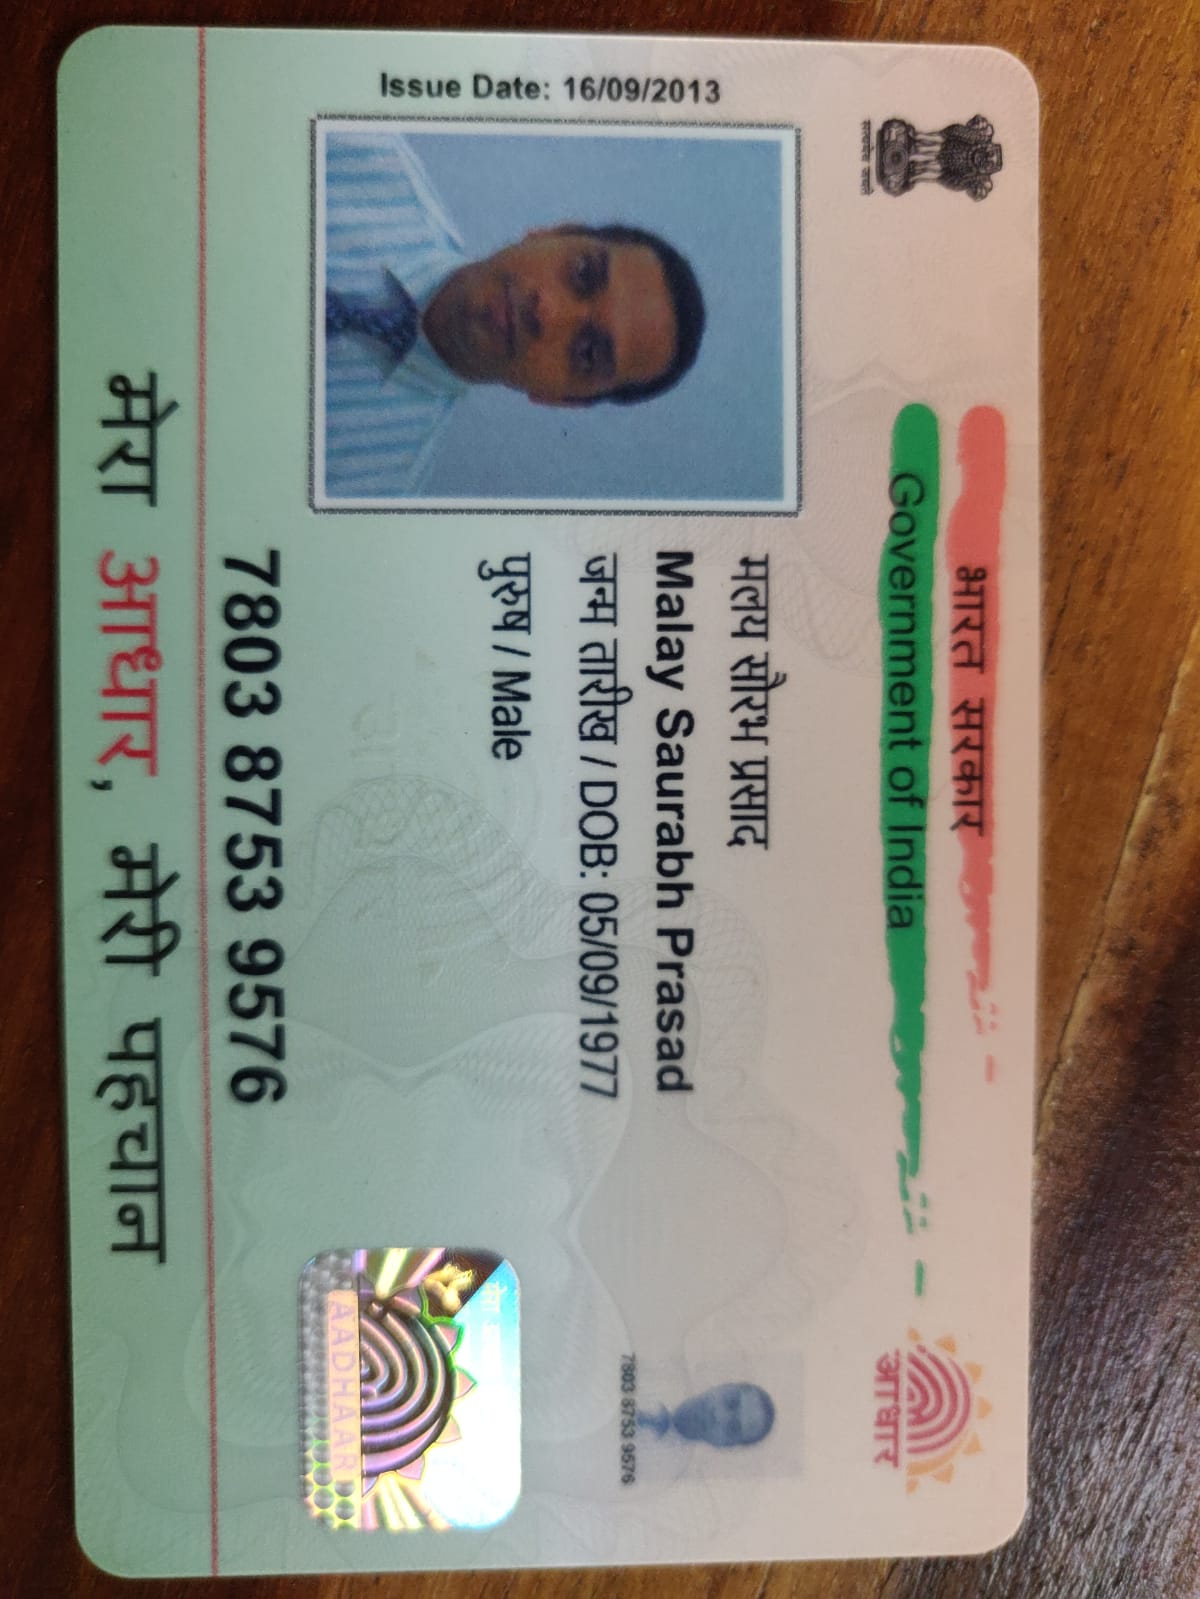 भारत सरकार
Government of India
सत्यमेव जयते
आधार
Issue Date: 16/09/2013
मलय सौरभ प्रसाद
Malay Saurabh Prasad
जन्म तारीख / DOB: 05/09/1977
पुरुष / Male
7803 8753 9576
मेरा
AADHAAR
7803 8753 9576
मेरा आधार, मेरी पहचान